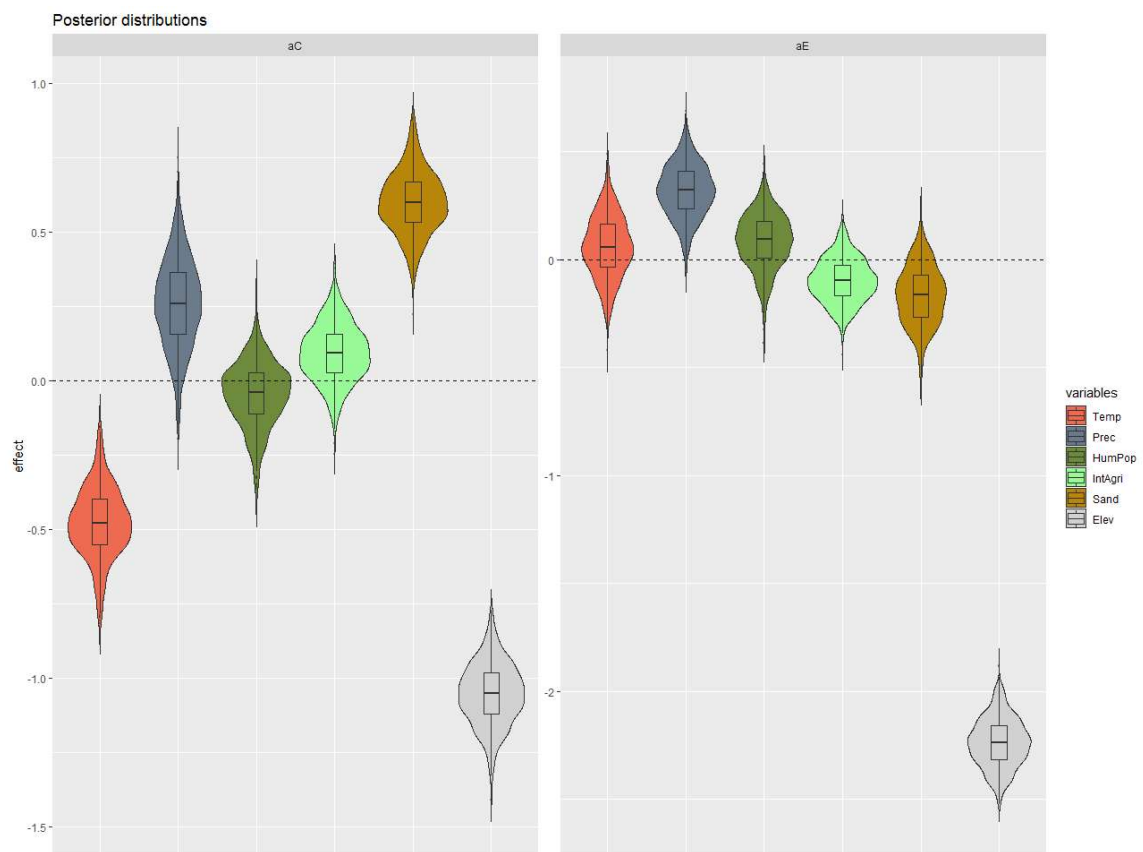 Posterior distributions
aC
aE
effect
1.0
0.5
0.0
-0.5
-1.0
-1.5
0
-1
-2
variables
Temp
Prec
HumPop
IntAgri
Sand
Elev